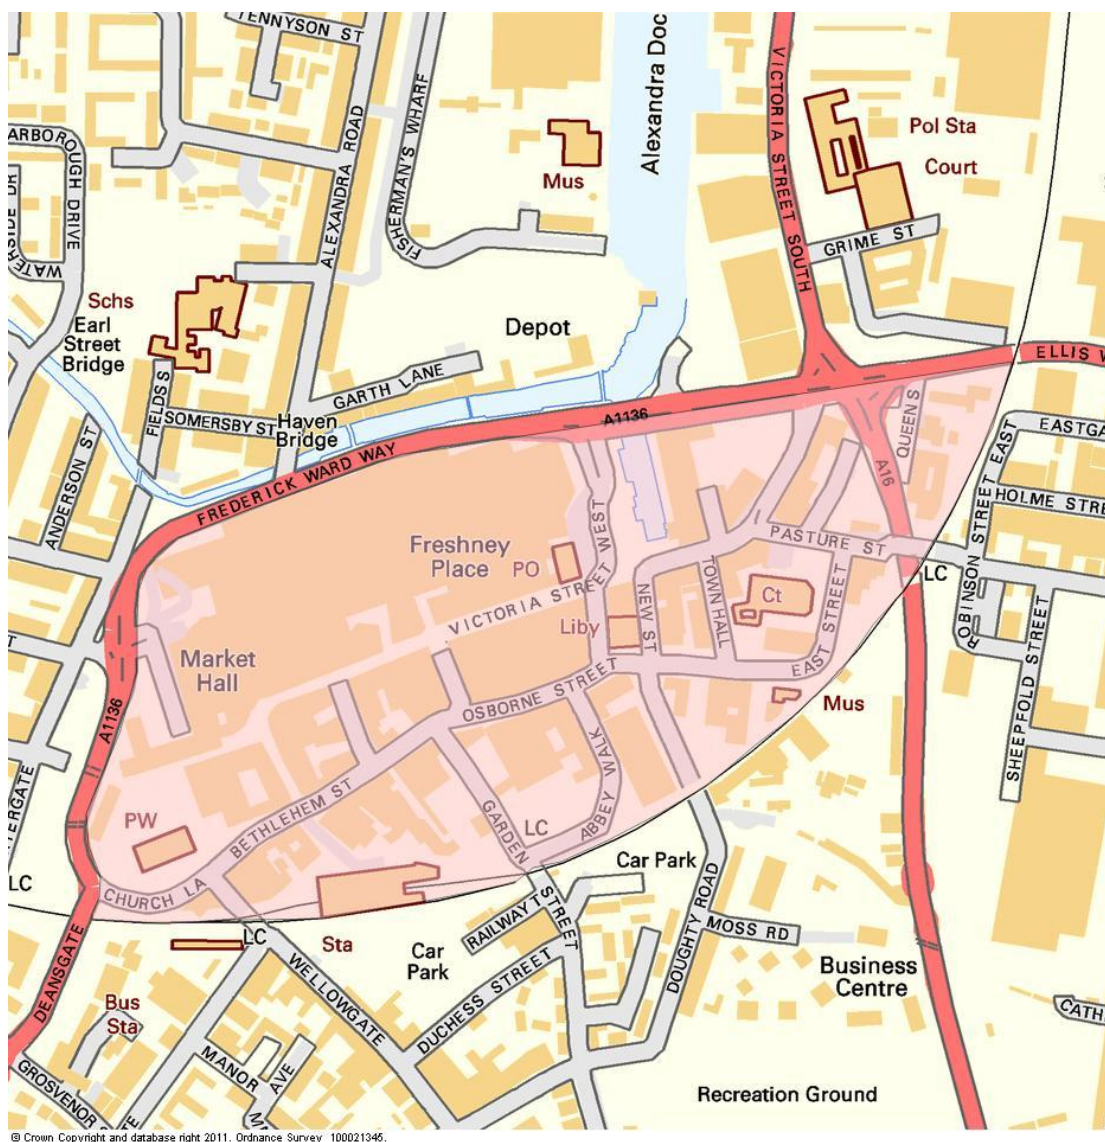 TENNYSON ST
ARBOROUGH DRIVE
WATERSIDE DR
ALEXANDRA ROAD
FISHERMAN'S WHARF
Mus
Alexandra Doc
VICTORIA STREET SOUTH
Pol Sta
Court
GRIME ST
Schs
Earl
Street
Bridge
Depot
ELLIS W
GARTH LANE
FIELDS S
SOMERSBY ST
Haven
Bridge
A1136
FREDERICK WARD WAY
ANDERSON ST
QUEEN S
A16
EASTGA
HOLME STRE
ROBINSON STREET EAST
PASTURE ST
LC
Freshney
Place
PO
VICTORIA STREET WEST
Liby
NEW ST
TOWN HALL
Ct
EAST STREET
SHEEPFOLD STREET
Market
Hall
OSBORNE STREET
Mus
A1136
TERGATE
ABBEY WALK
BETHLEHEM ST
GARDEN
STREET
LC
PW
CHURCH LA
LC
Car Park
DEANSGATE
LC
Sta
RAILWAY T
Car
Park
DOUGHTY ROAD
MOSS RD
WELLOWGATE
DUCHESS STREET
Business
Centre
Bus
Sta
CATH
MANOR
AVE
GROSVENOR
Recreation Ground
© Crown Copyright and database right 2011. Ordnance Survey 100021345.